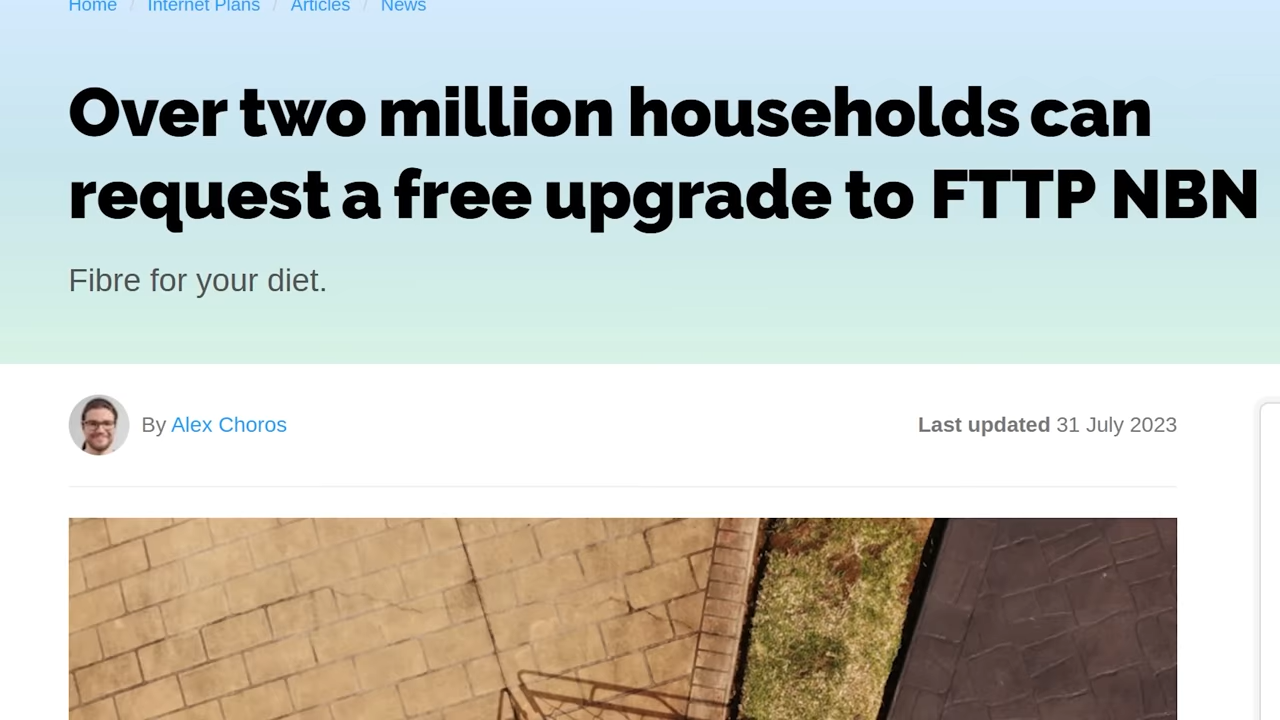 Home / Internet Plans / Articles / News
Over two million households can
request a free upgrade to FTTP NBN
Fibre for your diet.
By Alex Choros
Last updated 31 July 2023